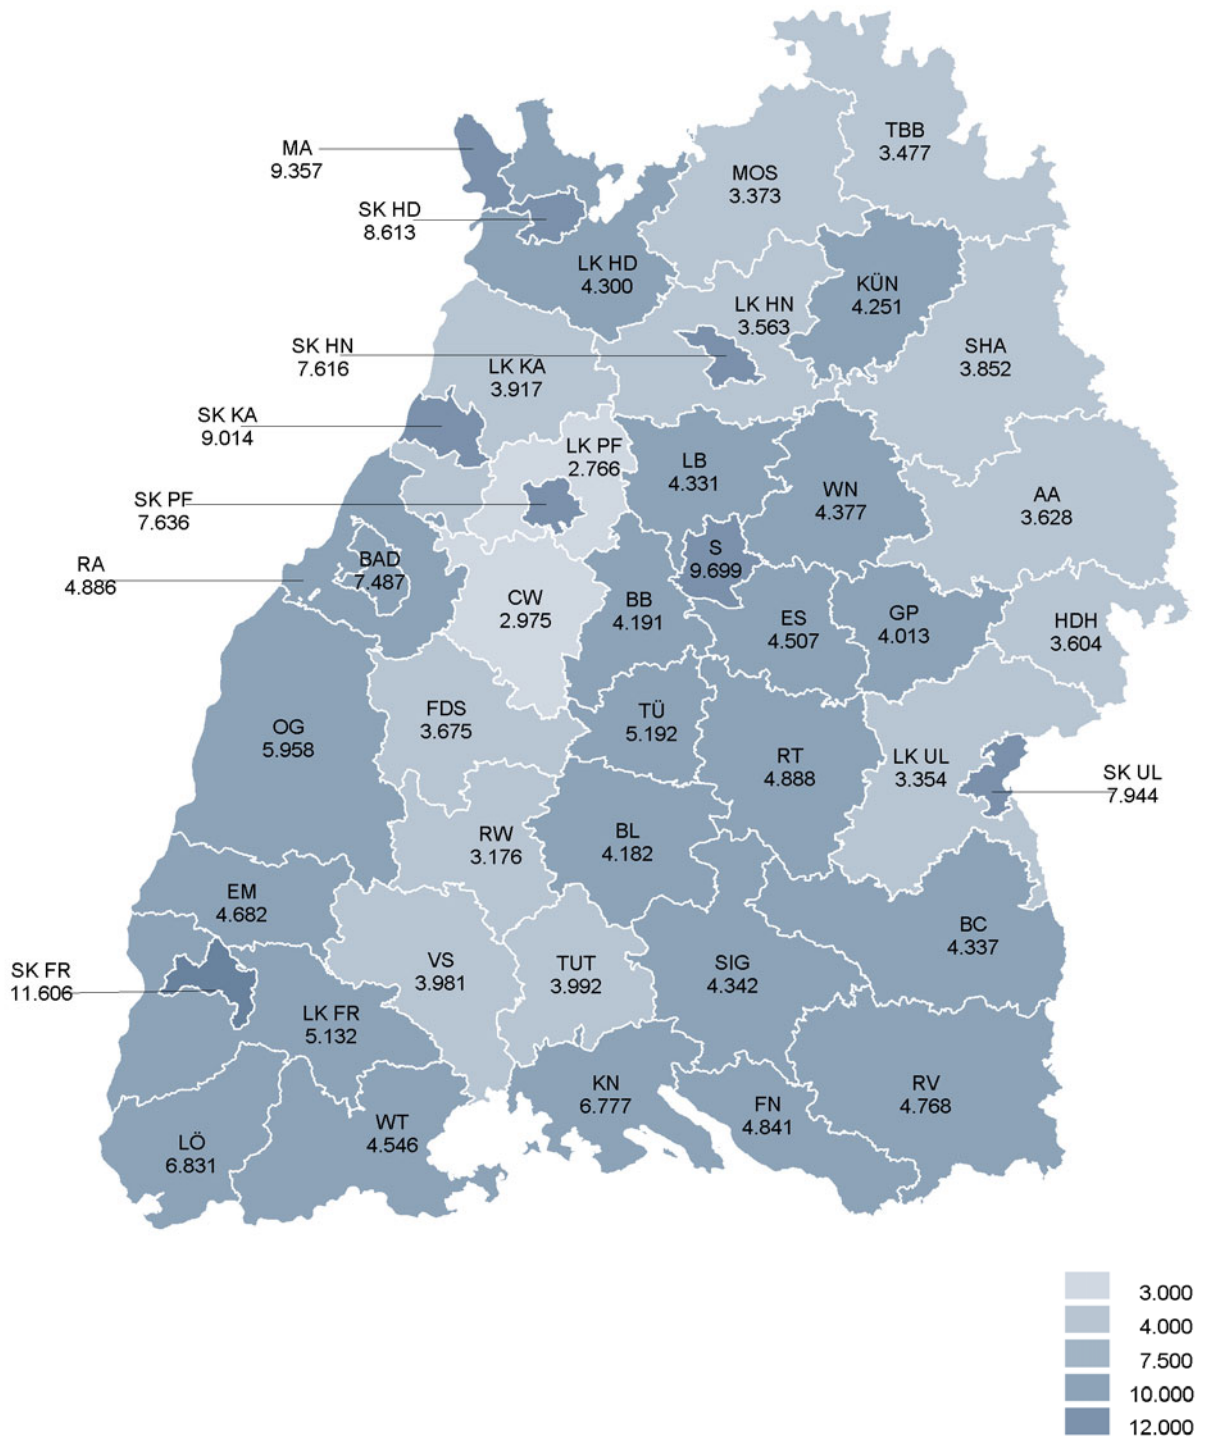 TBB
3.477
MA
9.357
MOS
3.373
SK HD
8.613
LK HD
4.300
KÜN
4.251
LK HN
3.563
SK HN
7.616
SHA
3.852
LK KA
3.917
SK KA
9.014
LK PF
2.766
LB
4.331
WN
4.377
AA
3.628
SK PF
7.636
S
9.699
RA
4.886
BAD
7.487
CW
2.975
BB
4.191
ES
4.507
GP
4.013
HDH
3.604
FDS
3.675
TÜ
5.192
OG
5.958
RT
4.888
LK UL
3.354
SK UL
7.944
RW
3.176
BL
4.182
EM
4.682
BC
4.337
SK FR
11.606
VS
3.981
TUT
3.992
SIG
4.342
LK FR
5.132
KN
6.777
RV
4.768
FN
4.841
WT
4.546
LÖ
6.831
3.000
4.000
7.500
10.000
12.000